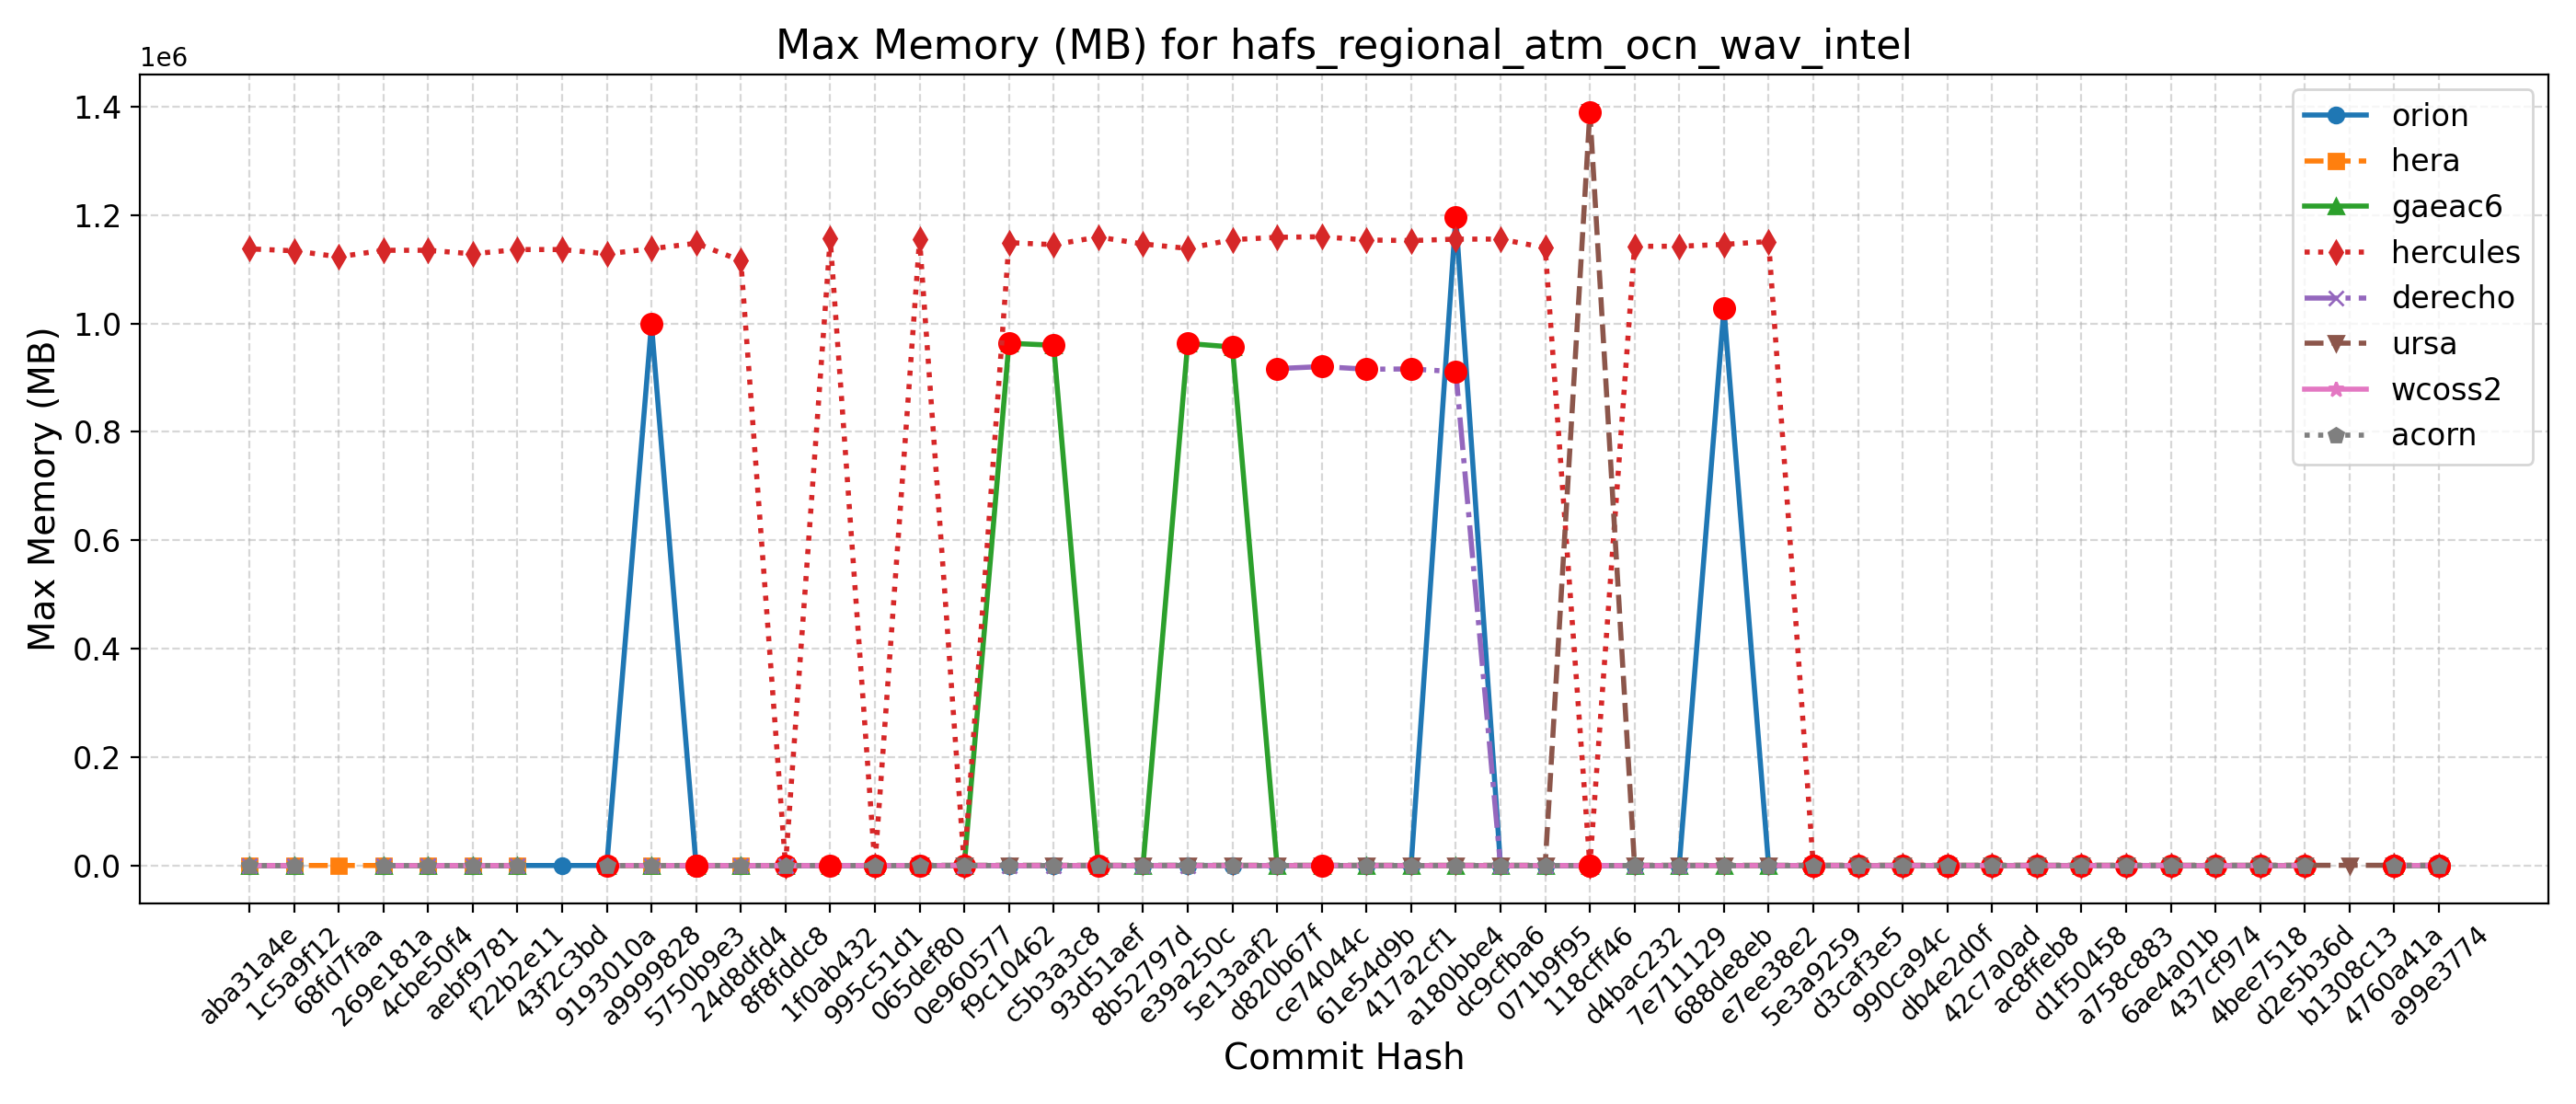 Max Memory (MB) for hafs_regional_atm_ocn_wav_intel
1e6
1.4
1.2
1.0
0.8
0.6
0.4
0.2
0.0
Max Memory (MB)
orion
hera
gaeac6
hercules
derecho
ursa
wcoss2
acorn
aba31a4e
1c5a9f12
68fd7faa
269e181a
4cbe50f4
aebf9781
f22b2e11
43f2c3bd
9193010a
a9999828
5750b9e3
24d8dfd4
8f8fddc8
1f0ab432
995c51d1
065def80
0e960577
f9c10462
c5b3a3c8
93d51aef
8b52797d
e39a250c
5e13aaf2
d820b67f
ce74044c
61e54d9b
417a2cf1
a180bbe4
dc9cfba6
071b9f95
118cff46
d4bac232
7e711129
688de8eb
e7ee38e2
5e3a9259
d3caf3e5
990ca94c
db4e2d0f
42c7a0ad
ac8ffeb8
d1f50458
a758c883
6ae4a01b
437cf974
4bee7518
d2e5b36d
b1308c13
4760a41a
a99e3774
Commit Hash